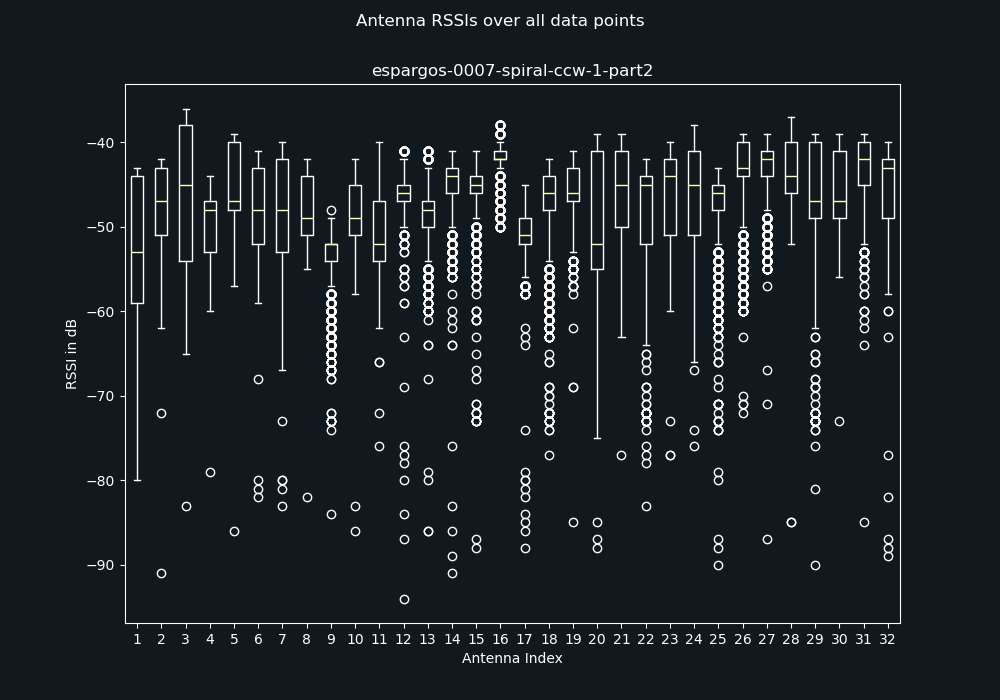 Antenna RSSIs over all data points
espargos-0007-spiral-ccw-1-part2
−40
−50
−60
−70
−80
−90
RSSI in dB
1 2 3 4 5 6 7 8 9 10 11 12 13 14 15 16 17 18 19 20 21 22 23 24 25 26 27 28 29 30 31 32
Antenna Index